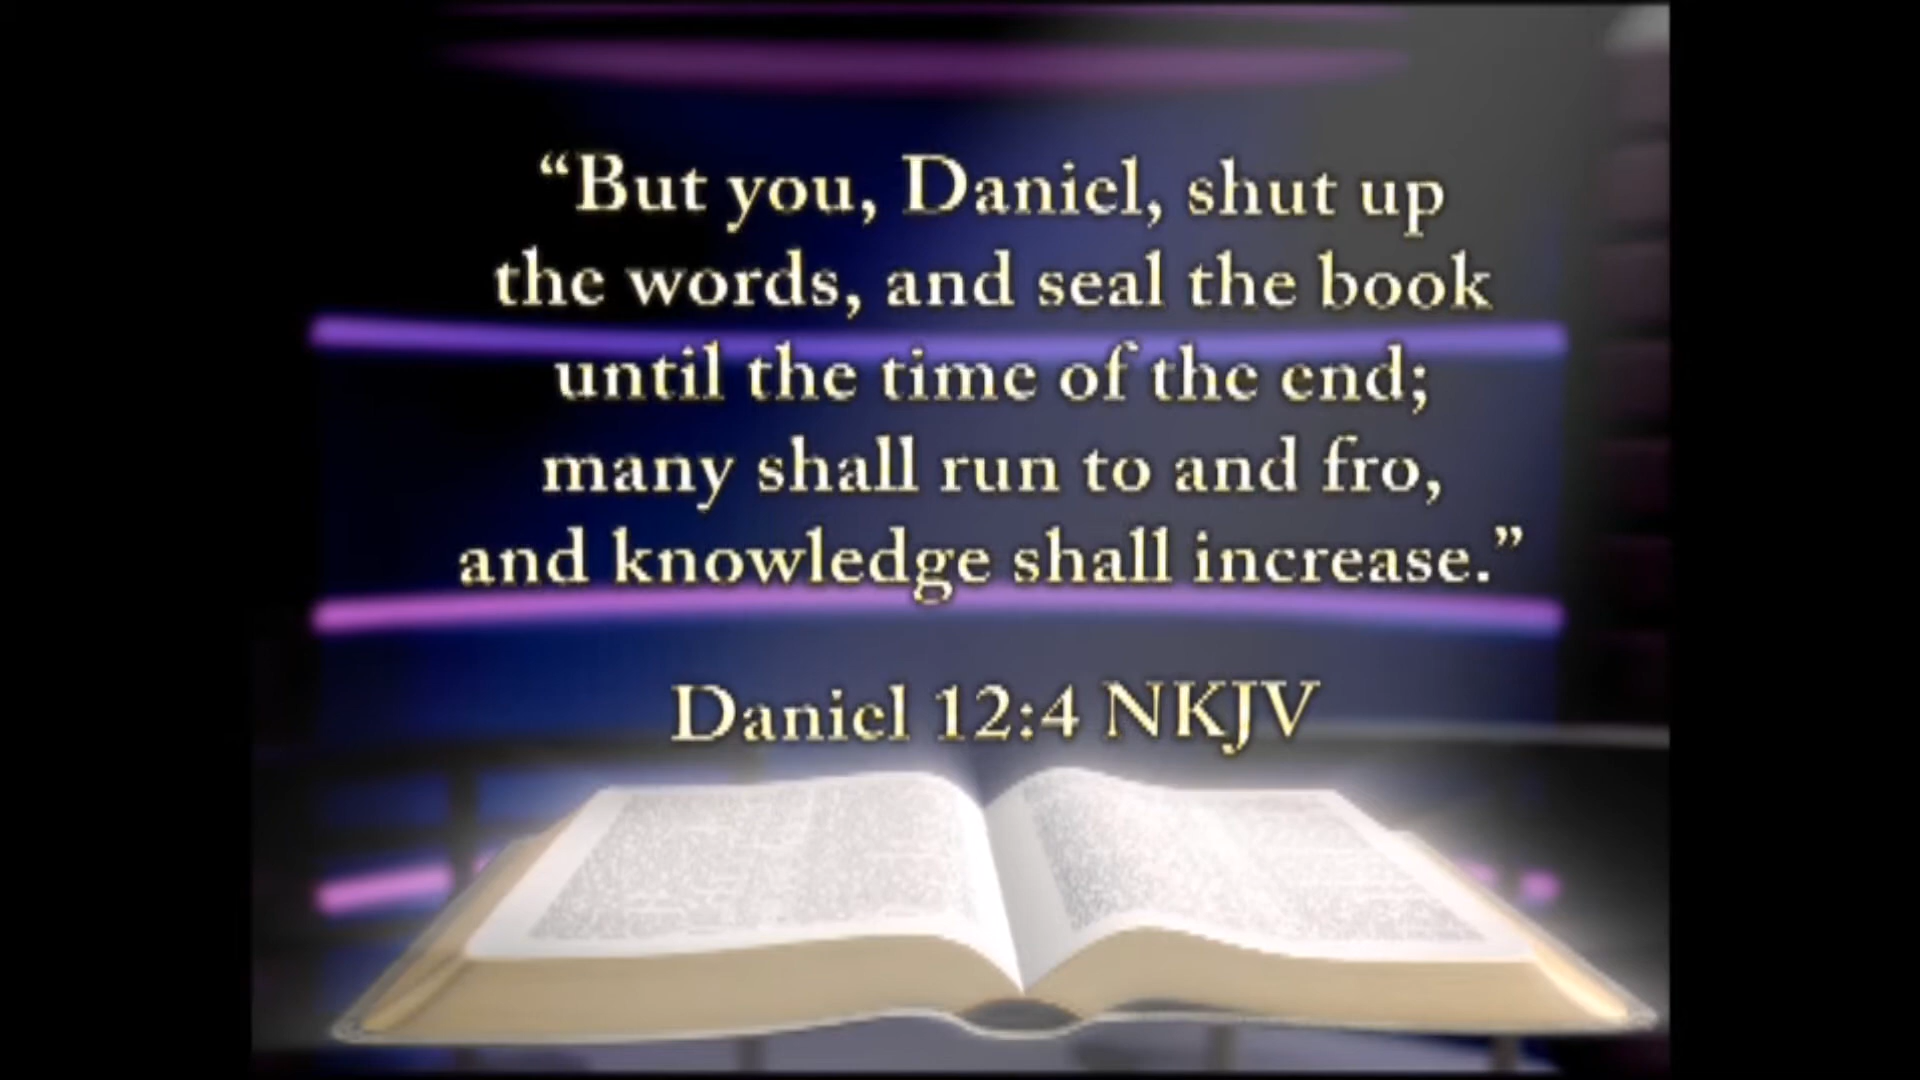 “But you, Daniel, shut up
the words, and seal the book
until the time of the end;
many shall run to and fro,
and knowledge shall increase.”
Daniel 12:4 NKJV